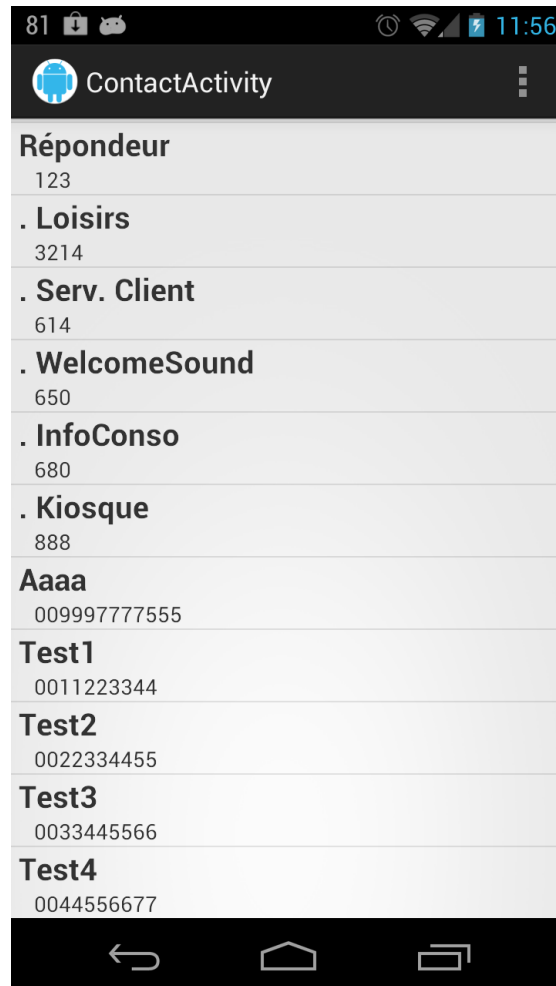 81 11:56
ContactActivity
Répondeur
123
. Loisirs
3214
. Serv. Client
614
. WelcomeSound
650
. InfoConso
680
. Kiosque
888
Aaaa
009997777555
Test1
0011223344
Test2
0022334455
Test3
0033445566
Test4
0044556677